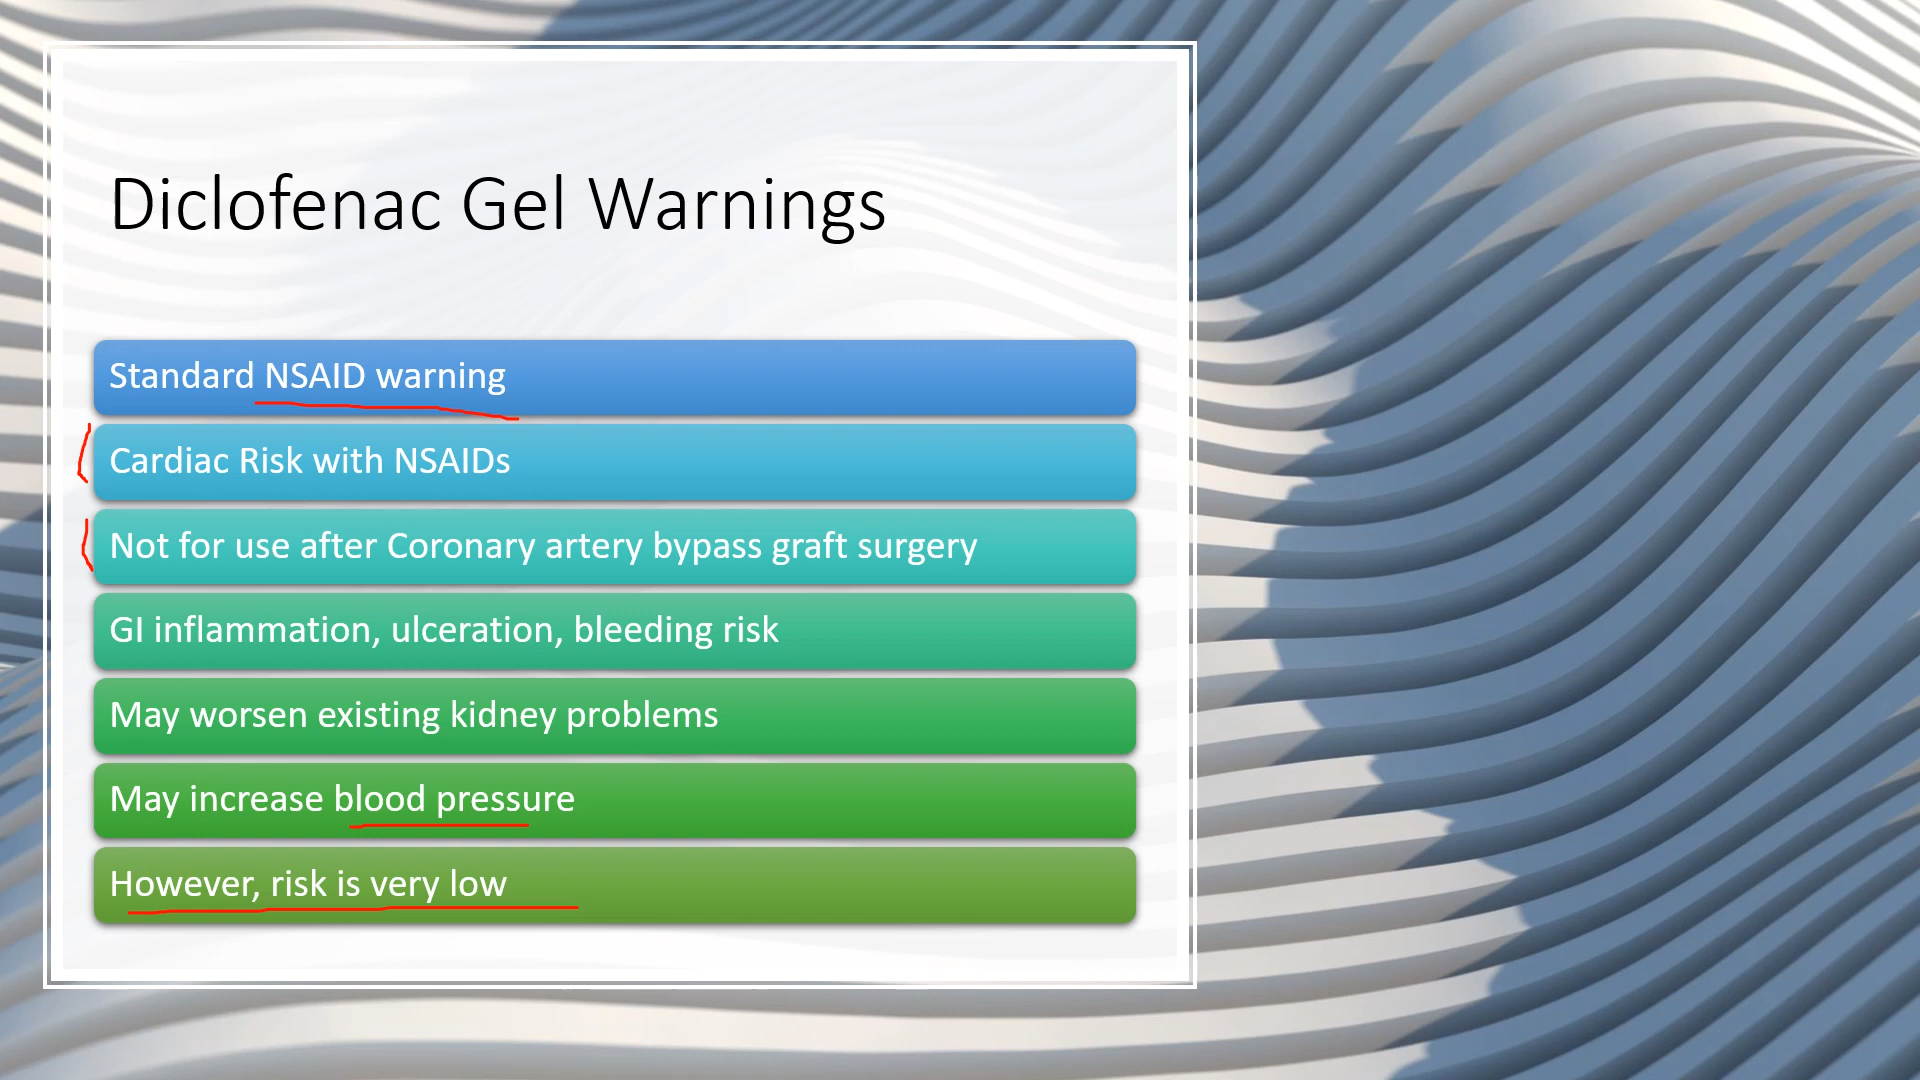 Diclofenac Gel Warnings
Standard NSAID warning
Cardiac Risk with NSAIDs
Not for use after Coronary artery bypass graft surgery
GI inflammation, ulceration, bleeding risk
May worsen existing kidney problems
May increase blood pressure
However, risk is very low